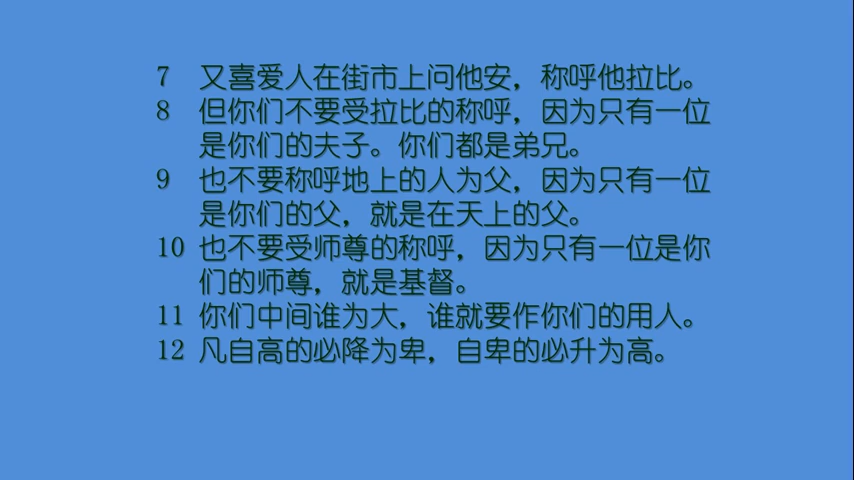 7 又喜爱人在街市上问他安，称呼他拉比。
8 但你们不要受拉比的称呼，因为只有一位
是你们的夫子。你们都是弟兄。
9 也不要称呼地上的人为父，因为只有一位
是你们的父，就是在天上的父。
10 也不要受师尊的称呼，因为只有一位是你
们的师尊，就是基督。
11 你们中间谁为大，谁就要作你们的用人。
12 凡自高的必降为卑，自卑的必升为高。